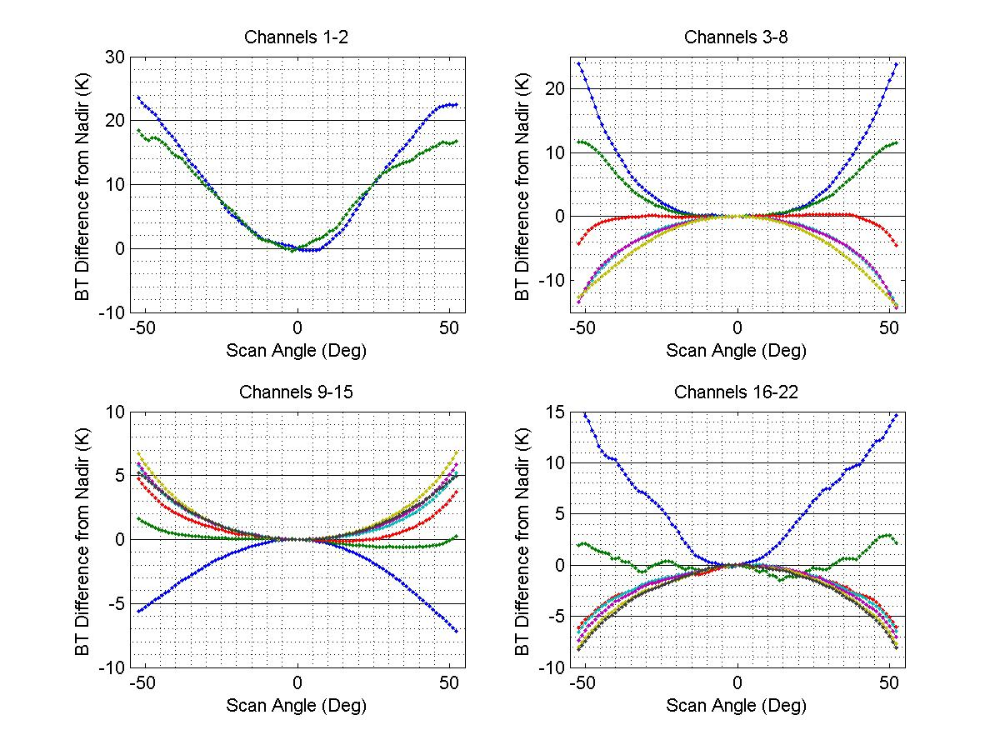 Channels 1-2
30
20
10
0
-10
BT Difference from Nadir (K)
-50 0 50
Scan Angle (Deg)
Channels 3-8
20
10
0
-10
BT Difference from Nadir (K)
-50 0 50
Scan Angle (Deg)
Channels 9-15
10
5
0
-5
-10
BT Difference from Nadir (K)
-50 0 50
Scan Angle (Deg)
Channels 16-22
15
10
5
0
-5
-10
BT Difference from Nadir (K)
-50 0 50
Scan Angle (Deg)